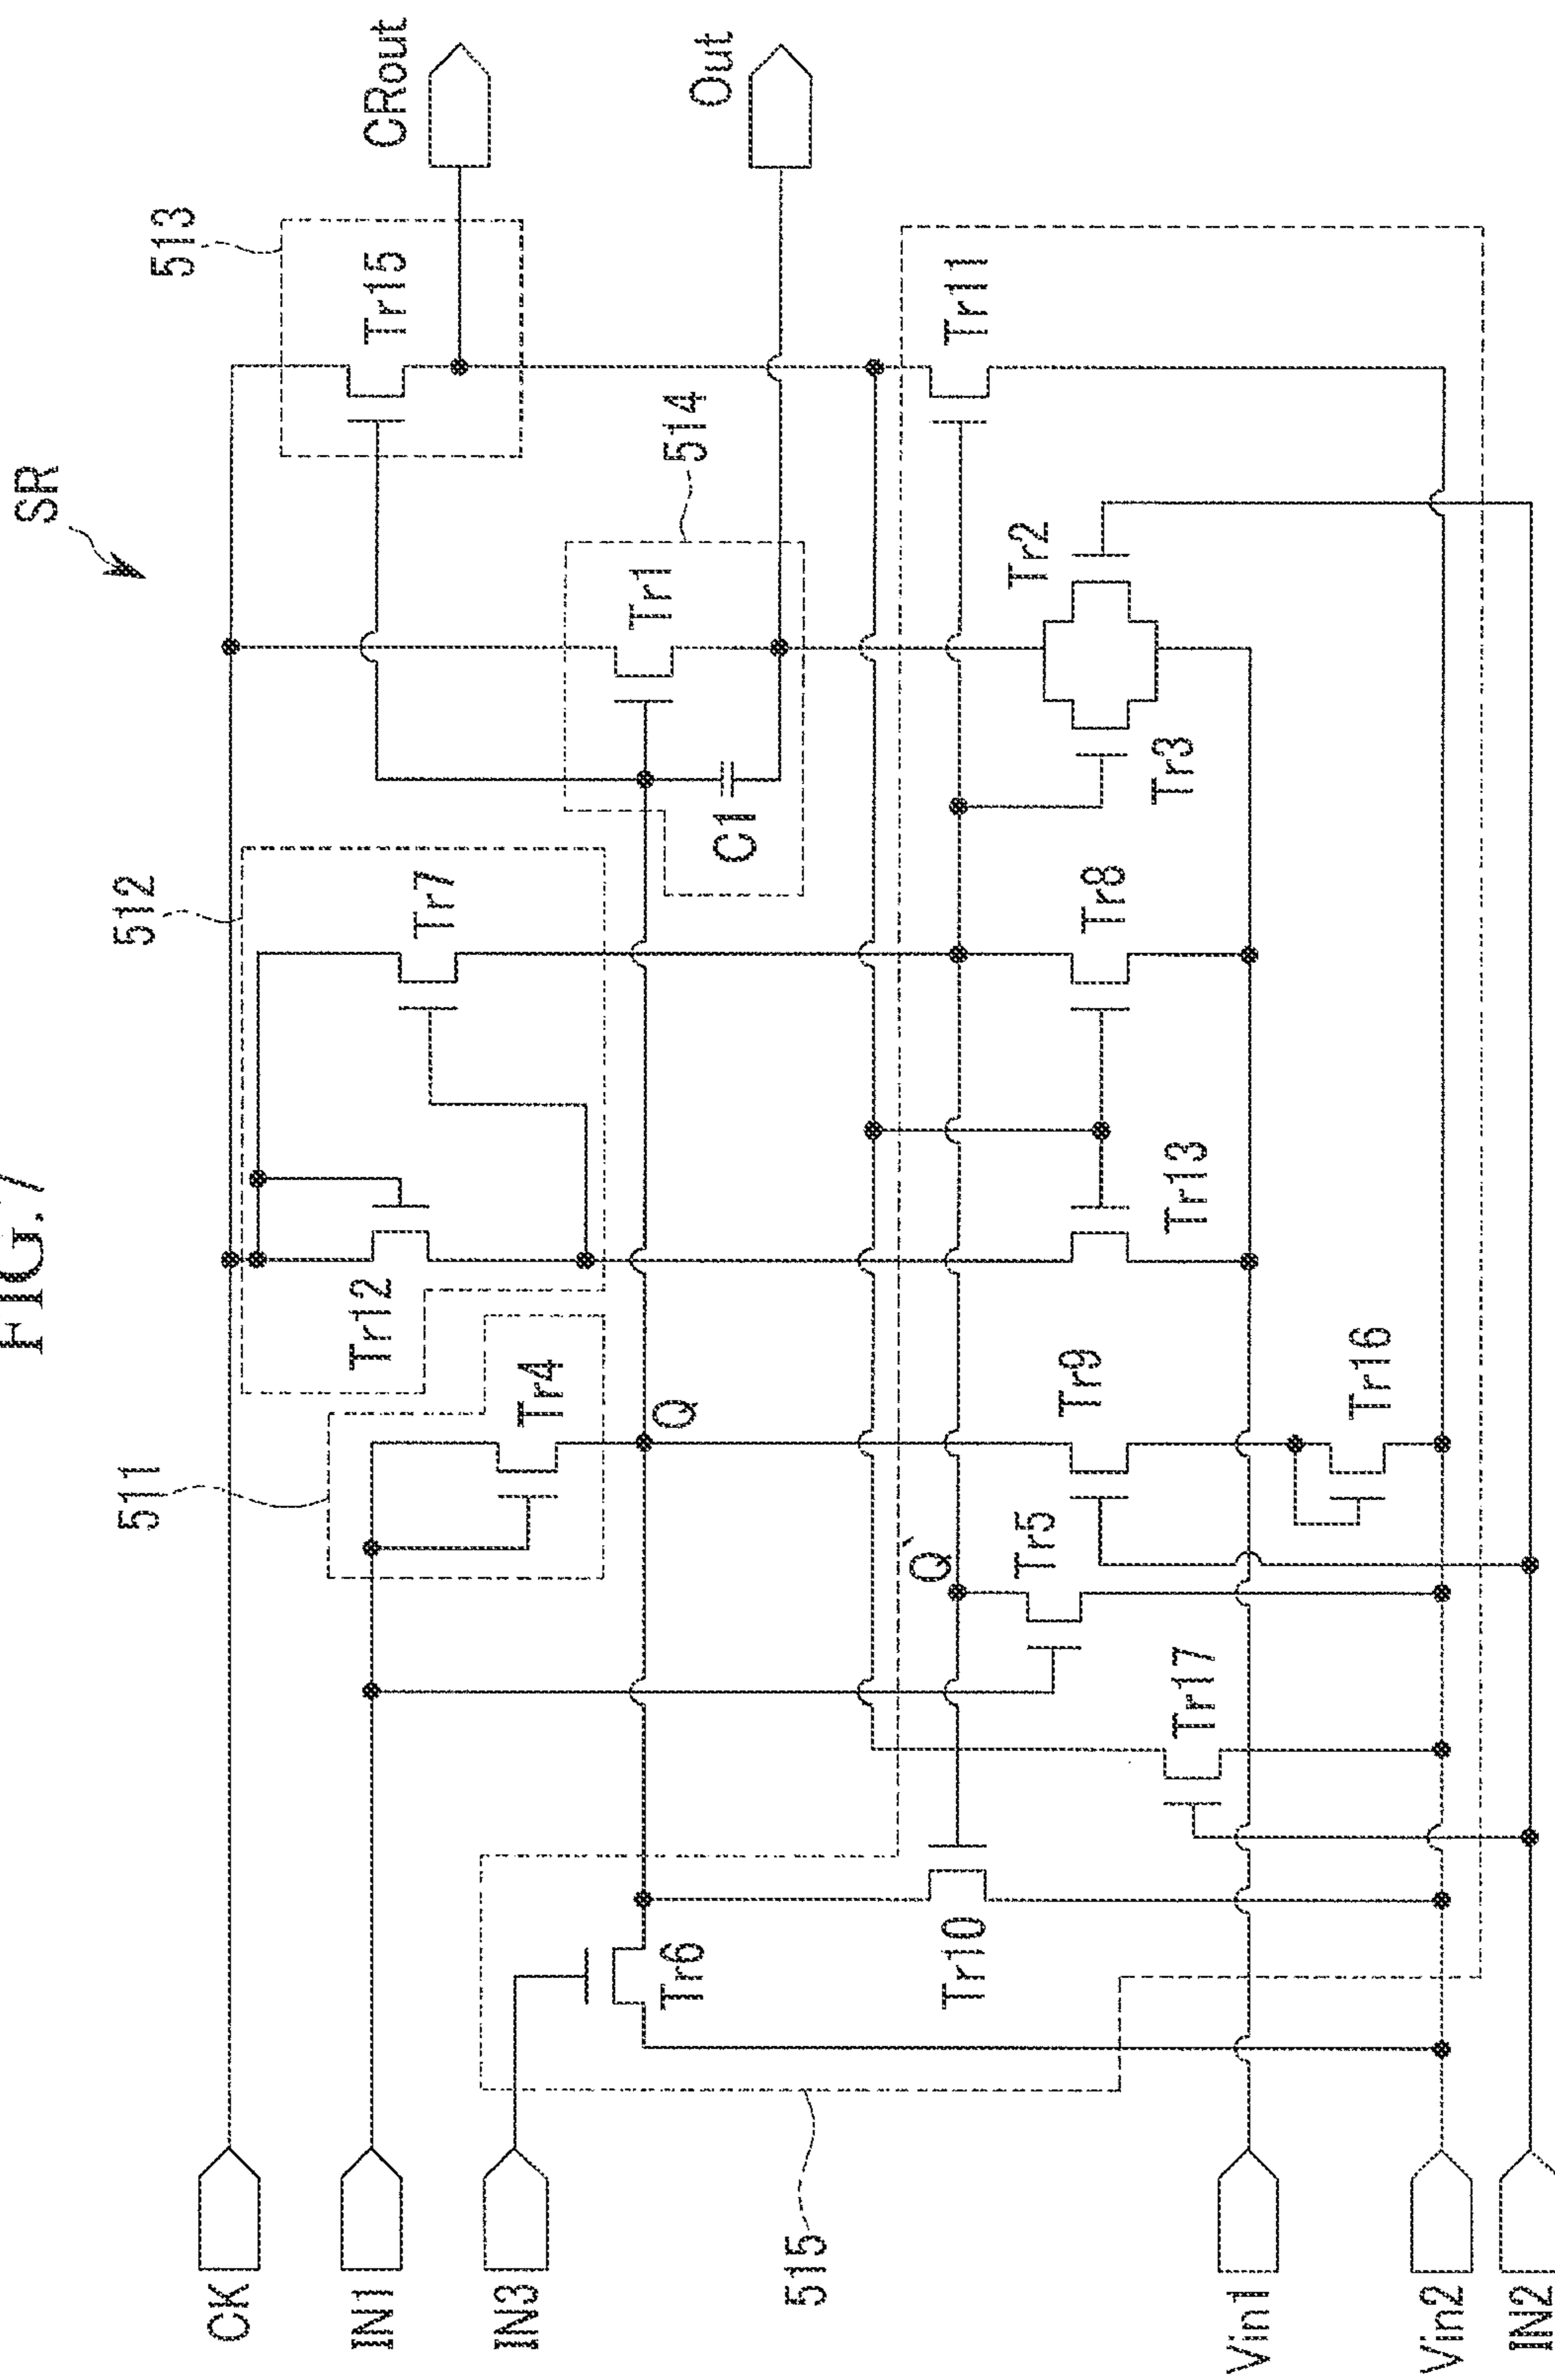 FIG.7
SR
511
512
513
CK
Tr12
Tr7
Tr15
CRout
IN1
Tr4
514
Tr1
IN3
Q
C1
Out
Tr6
515
Q'
Tr10
Tr5
Tr9
Tr8
Tr2
Tr11
Tr17
Tr13
Tr3
Vin1
Tr16
Vin2
IN2